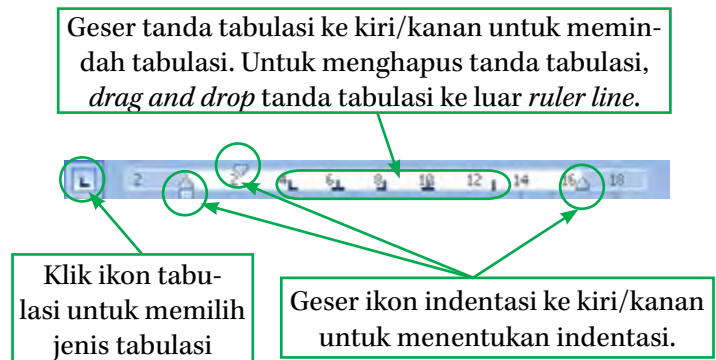 Geser tanda tabulasi ke kiri/kanan untuk memin-
dah tabulasi. Untuk menghapus tanda tabulasi,
drag and drop tanda tabulasi ke luar ruler line.
L 2 2 4 6 8 10 12 14 16 18
Klik ikon tabu-
lasi untuk memilih
jenis tabulasi
Geser ikon indentasi ke kiri/kanan
untuk menentukan indentasi.